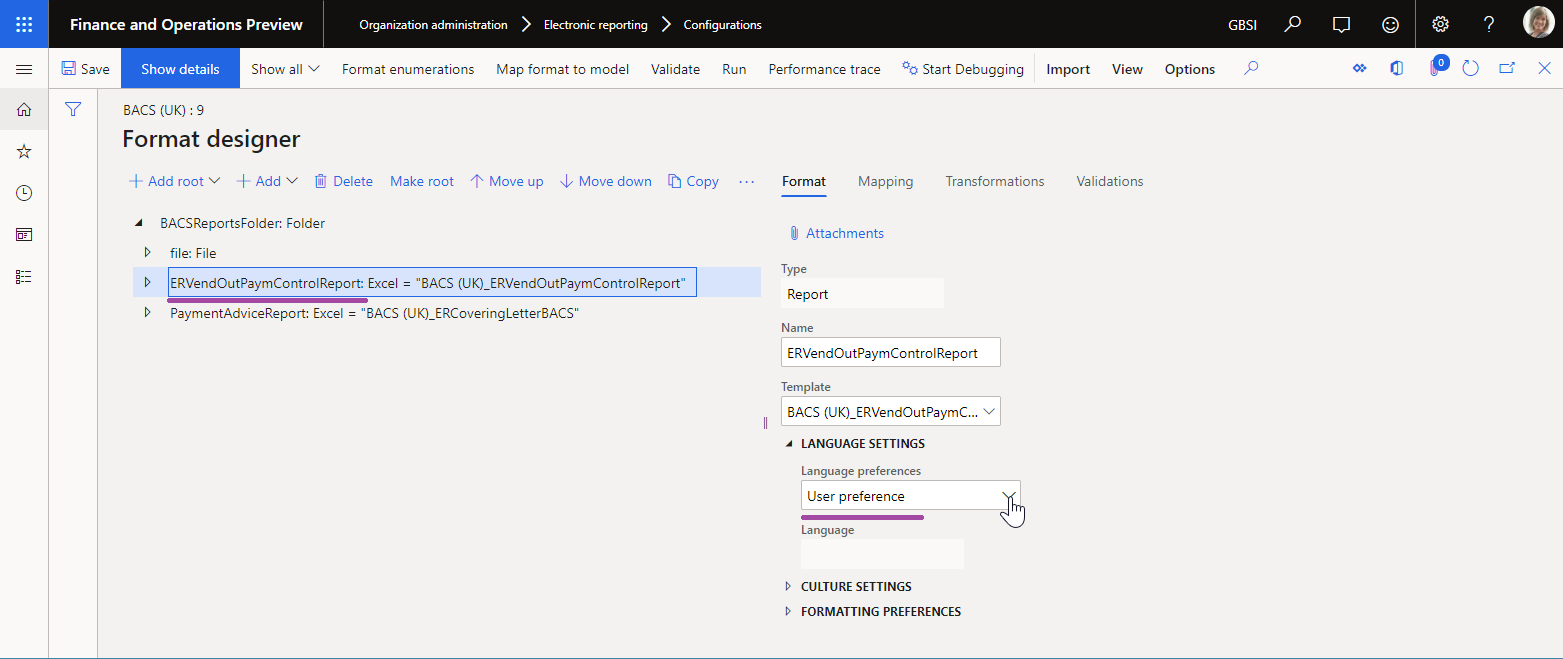 Finance and Operations Preview Organization administration Electronic reporting Configurations GBSI ?
Save Show details Show all Format enumerations Map format to model Validate Run Performance trace Start Debugging Import View Options 0
BACS (UK) : 9
Format designer
Add root Add Delete Make root Move up Move down Copy ...
BACSReportsFolder: Folder
file: File
ERVendOutPaymControlReport: Excel = "BACS (UK)_ERVendOutPaymControlReport"
PaymentAdviceReport: Excel = "BACS (UK)_ERCoveringLetterBACS"
Format Mapping Transformations Validations
Attachments
Type
Report
Name
ERVendOutPaymControlReport
Template
BACS (UK)_ERVendOutPaymC...
LANGUAGE SETTINGS
Language preferences
User preference
Language
CULTURE SETTINGS
FORMATTING PREFERENCES